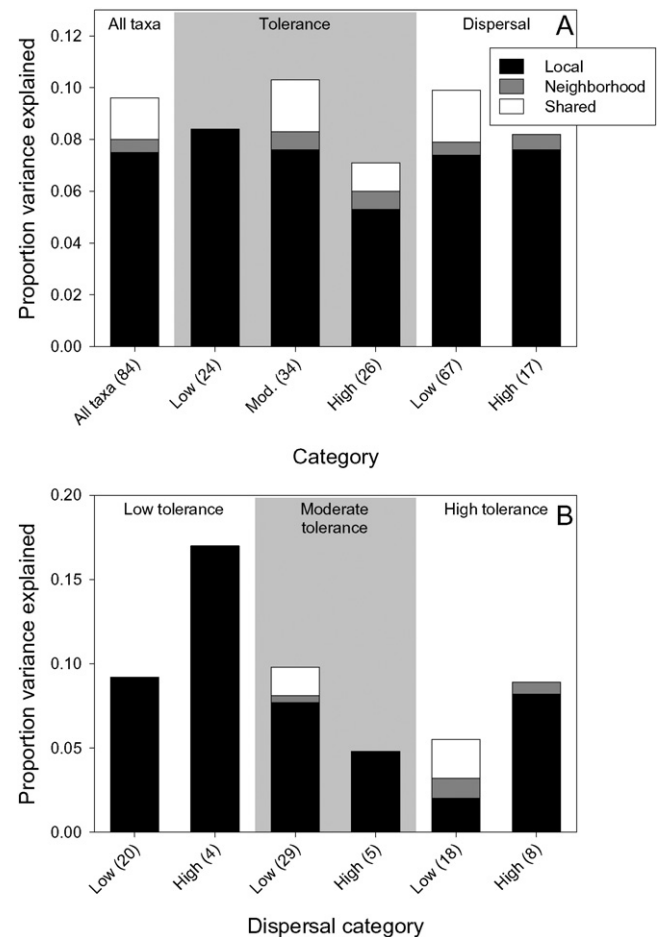 All taxa Tolerance Dispersal A
Local
Neighborhood
Shared
Proportion variance explained
0.12
0.10
0.08
0.06
0.04
0.02
0.00
All taxa (84)
Low (24)
Mod. (34)
High (26)
Low (67)
High (17)
Category
Low tolerance Moderate High tolerance B
tolerance
Proportion variance explained
0.20
0.15
0.10
0.05
0.00
Low (20)
High (4)
Low (29)
High (5)
Low (18)
High (8)
Dispersal category